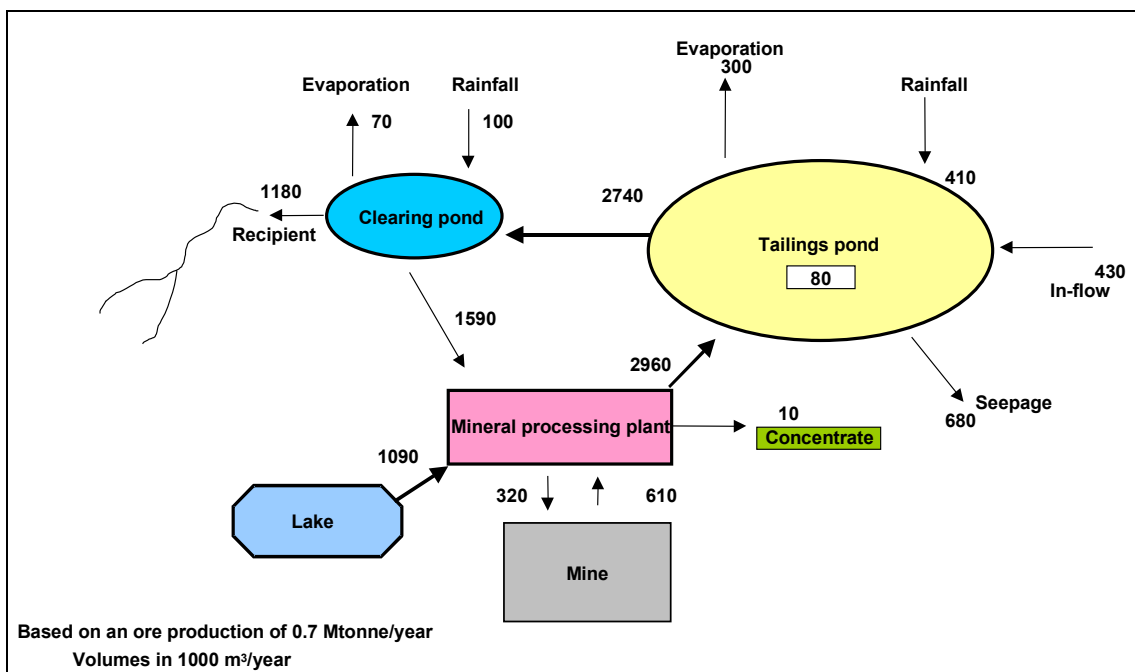 Evaporation
300
Evaporation
70
Rainfall
100
Rainfall
410
1180
Recipient
Clearing pond
2740
Tailings pond
80
430
In-flow
1590
2960
Seepage
680
Mineral processing plant
10
Concentrate
1090
320
610
Lake
Mine
Based on an ore production of 0.7 Mtonne/year
Volumes in 1000 m³/year